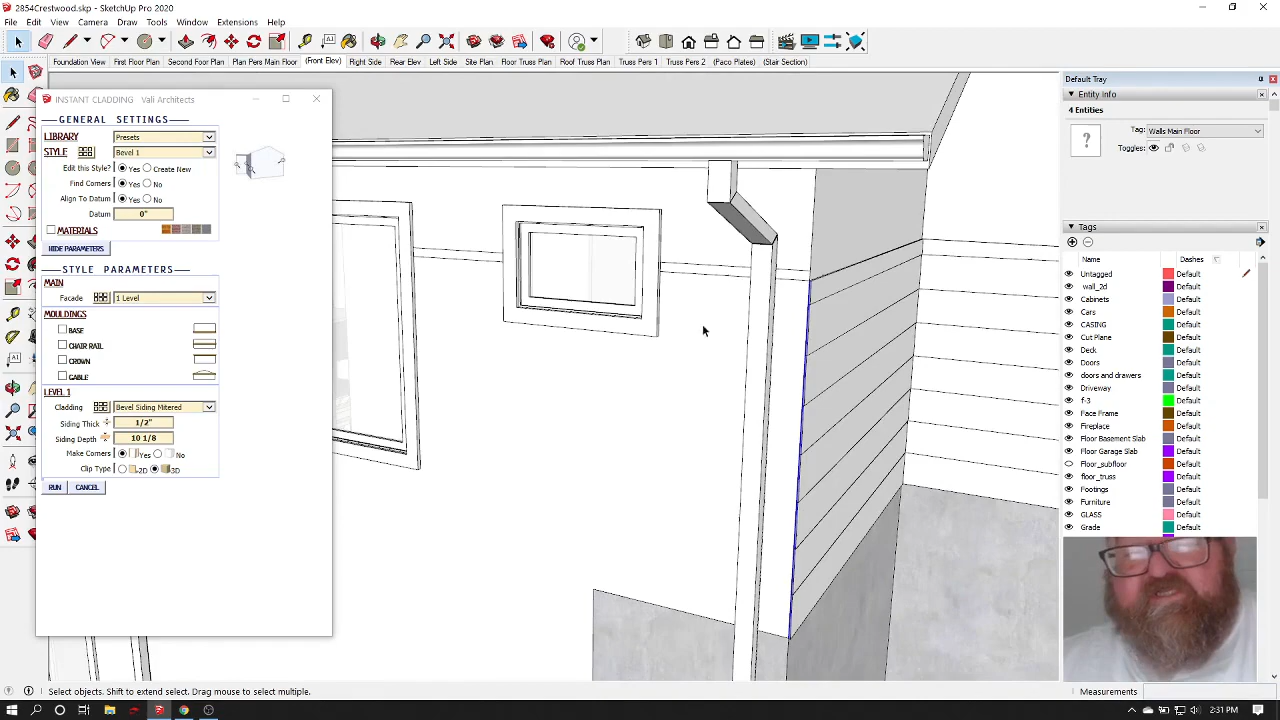 2854Crestwood.skp - SketchUp Pro 2020
File Edit View Camera Draw Tools Window Extensions Help
Foundation View First Floor Plan Second Foor Plan Plan Pers Main Floor (Front Elev) Right Side Rear Elev Left Side Site Plan Floor Truss Plan Roof Truss Plan Truss Pers 1 Truss Pers 2 (Paco Plates) (Stair Section)
INSTANT CLADDING Vali Architects
GENERAL SETTINGS
LIBRARY Presets
STYLE Bevel 1
Edit this Style? Yes Create New
Find Corners Yes No
Align To Datum Yes No
Datum 0"
MATERIALS
HIDE PARAMETERS
STYLE PARAMETERS
MAIN
Facade 1 Level
MOULDINGS
BASE
CHAIR RAIL
CROWN
GABLE
LEVEL 1
Cladding Bevel Siding Mitered
Siding Thick 1/2"
Siding Depth 10 1/8
Make Corners Yes No
Clip Type 2D 3D
RUN CANCEL
Default Tray
Entity Info
4 Entities
?
Tag: Walls Main Floor
Toggles:
Tags
Name Dashes
Untagged Default
wall_2d Default
Cabinets Default
Cars Default
CASING Default
Cut Plane Default
Deck Default
Doors Default
doors and drawers Default
Driveway Default
f-3 Default
Face Frame Default
Fireplace Default
Floor Basement Slab Default
Floor Garage Slab Default
Floor_subfloor Default
floor_truss Default
Footings Default
Furniture Default
GLASS Default
Grade Default
Select objects. Shift to extend select. Drag mouse to select multiple.
Measurements
2:31 PM